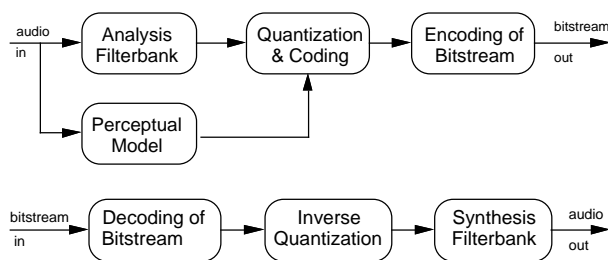 audio
in
Analysis
Filterbank
Quantization
& Coding
Encoding of
Bitstream
bitstream
out
Perceptual
Model
bitstream
in
Decoding of
Bitstream
Inverse
Quantization
Synthesis
Filterbank
audio
out